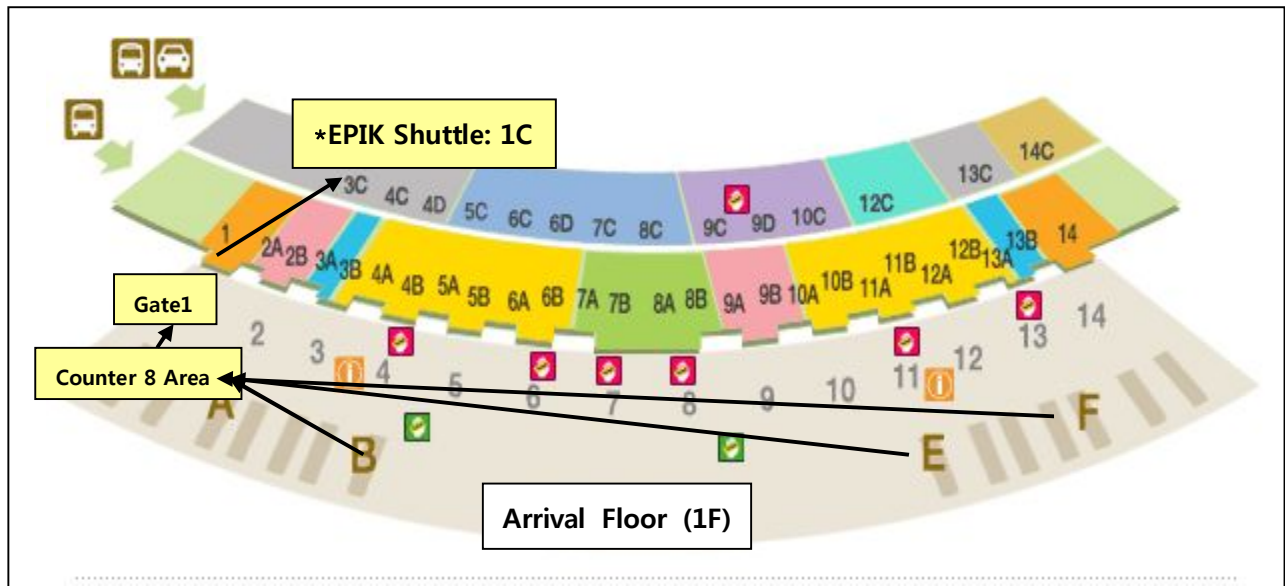 *EPIK Shuttle: 1C
3C 4C 4D 5C 6C 6D 7C 8C 9C 9D 10C 12C 13C 14C
1 2A 2B 3A 3B 4A 4B 5A 5B 6A 6B 7A 7B 8A 8B 9A 9B 10A 10B 11A 11B 12A 12B 13A 13B 14
Gate1
2 3 4 5 6 7 8 9 10 11 12 13 14
Counter 8 Area
A B E F
Arrival Floor (1F)